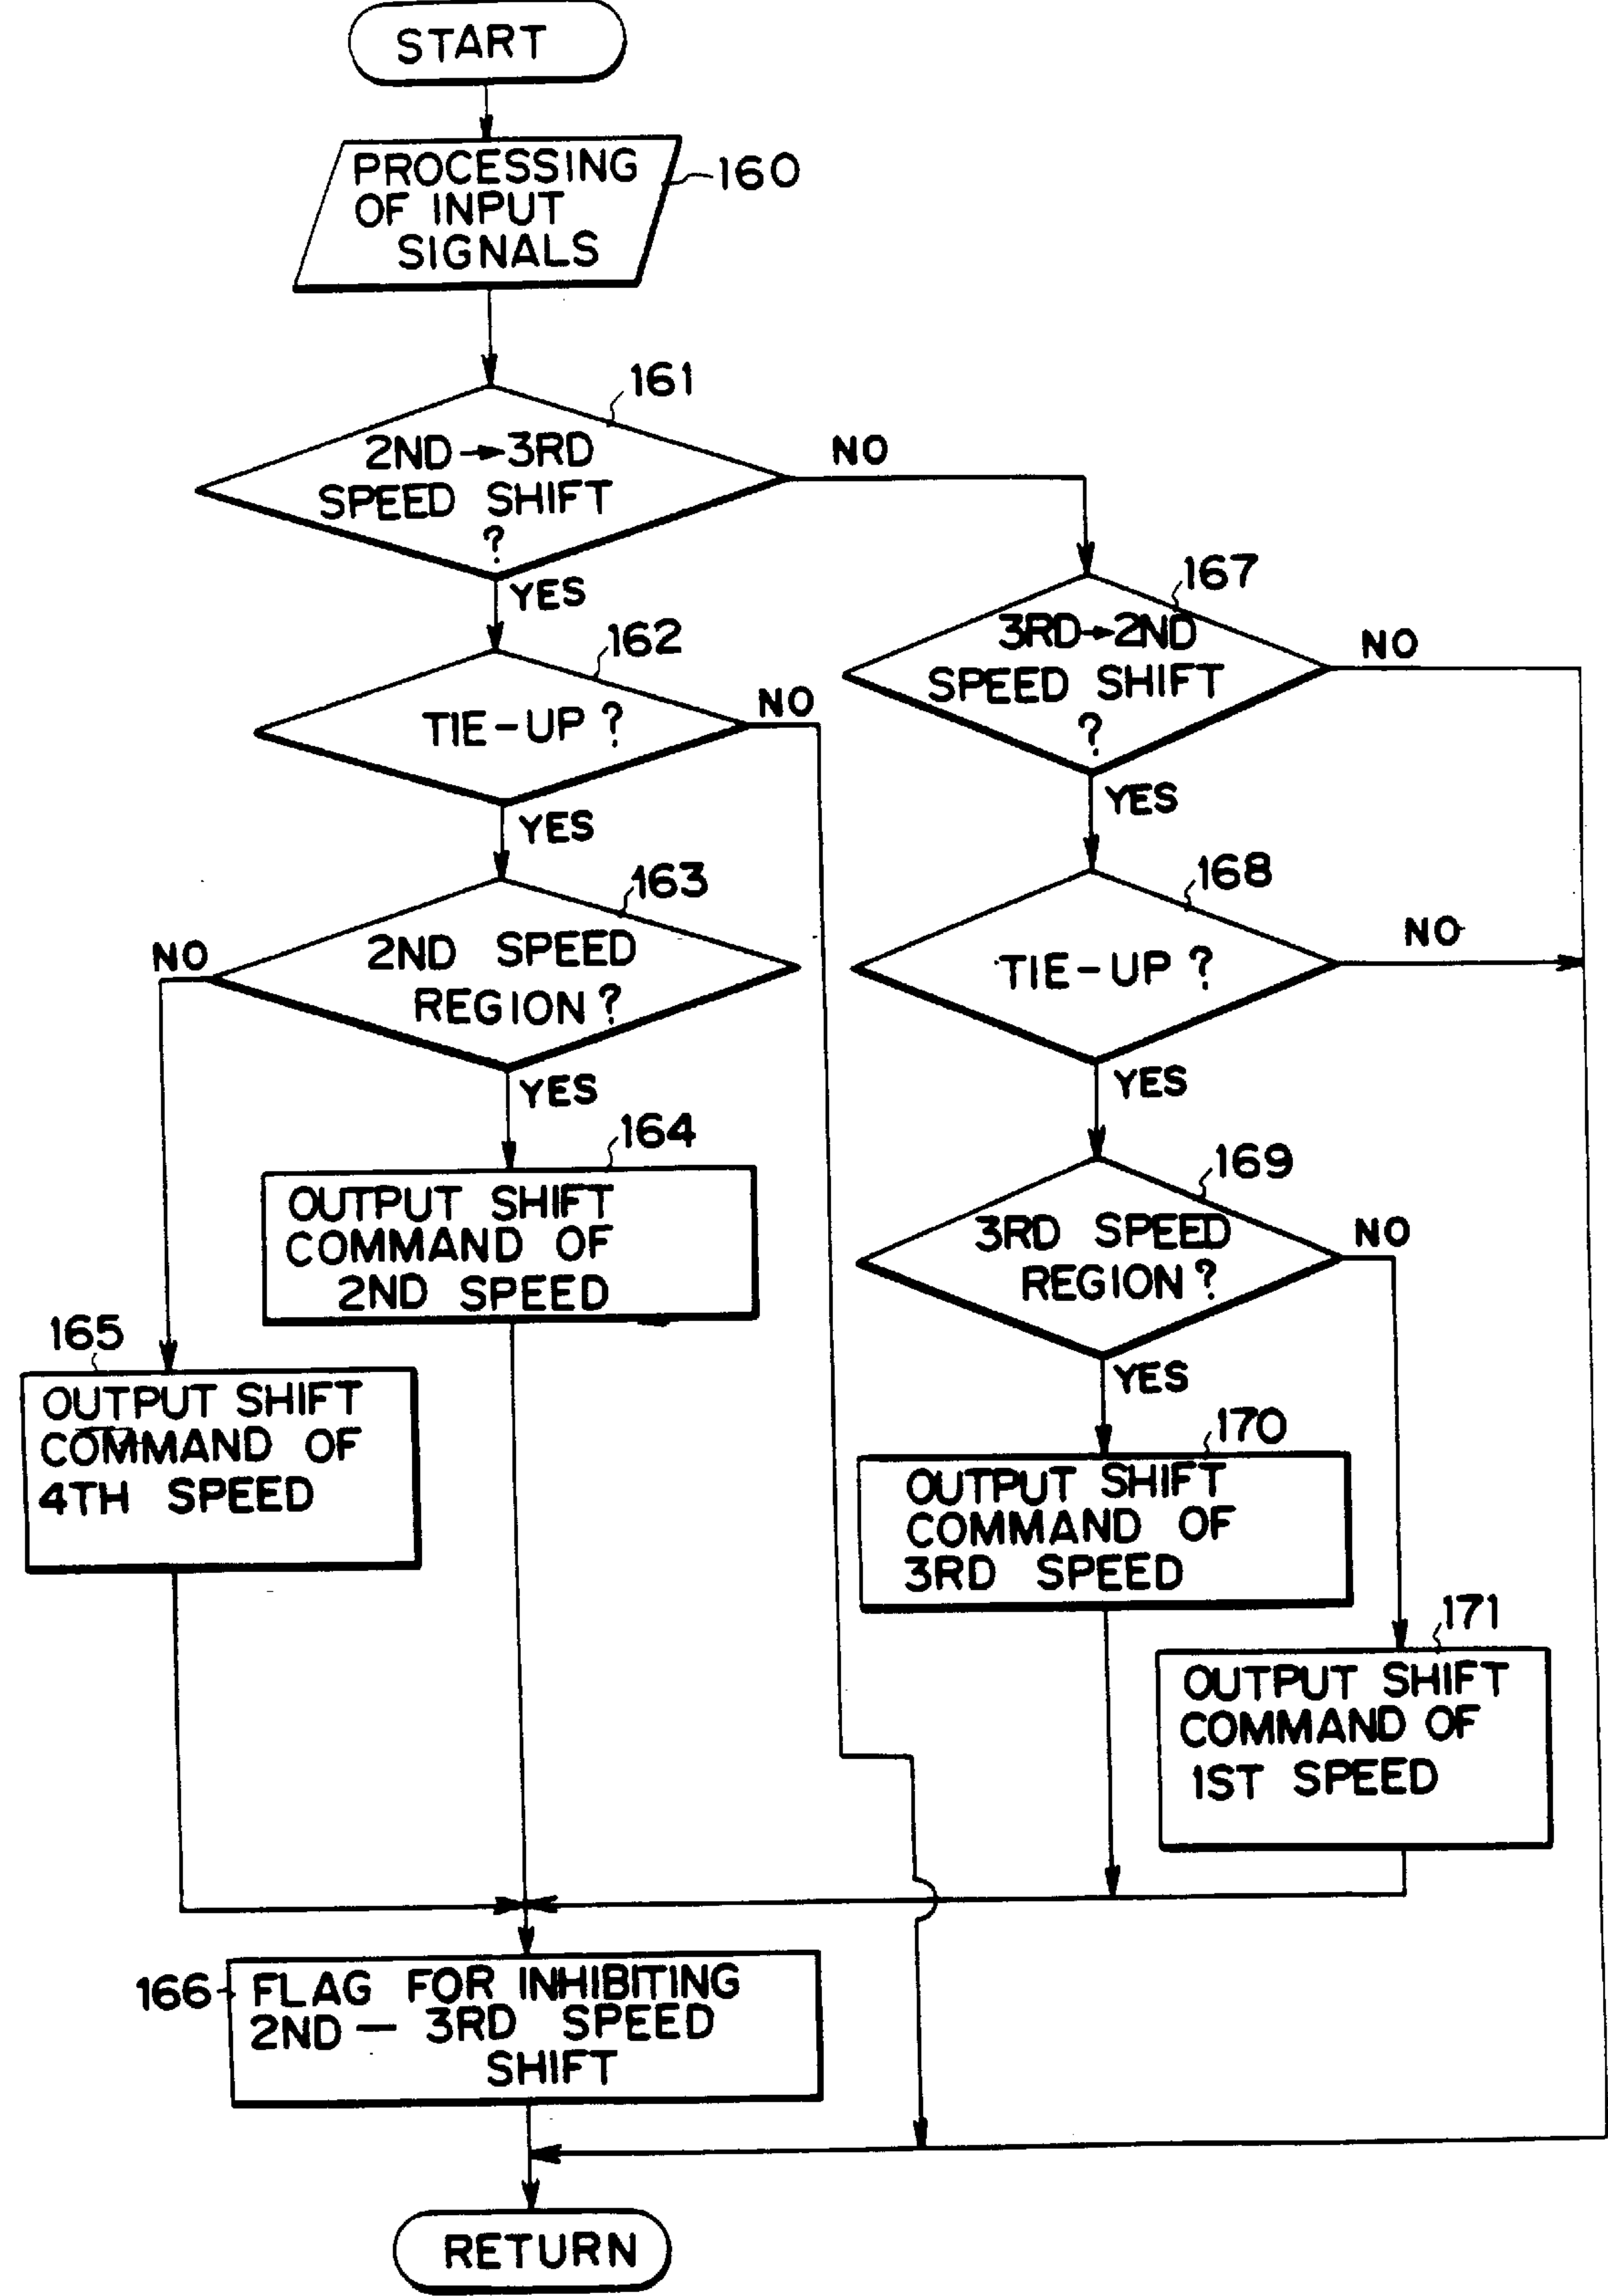 START
PROCESSING
OF INPUT
SIGNALS
160
161
2ND→3RD
SPEED SHIFT
?
NO
YES
162
TIE-UP ?
NO
YES
163
2ND SPEED
REGION ?
NO
YES
164
OUTPUT SHIFT
COMMAND OF
2ND SPEED
165
OUTPUT SHIFT
COMMAND OF
4TH SPEED
167
3RD→2ND
SPEED SHIFT
?
NO
YES
168
TIE-UP ?
NO
YES
169
3RD SPEED
REGION ?
NO
YES
170
OUTPUT SHIFT
COMMAND OF
3RD SPEED
171
OUTPUT SHIFT
COMMAND OF
1ST SPEED
166
FLAG FOR INHIBITING
2ND — 3RD SPEED
SHIFT
RETURN